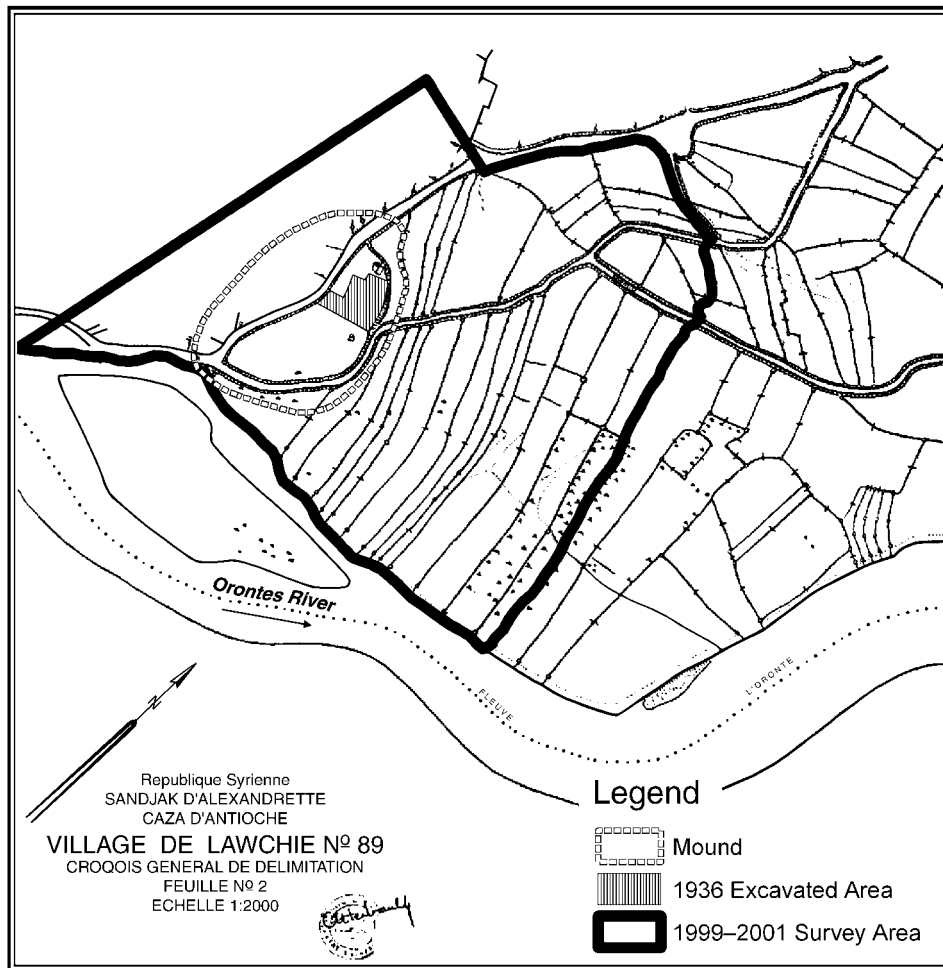 Orontes River
FLEUVE
L'ORONTE
N
Republique Syrienne
SANDJAK D'ALEXANDRETTE
CAZA D'ANTIOCHE
VILLAGE DE LAWCHIE Nº 89
CROQOIS GENERAL DE DELIMITATION
FEUILLE Nº 2
ECHELLE 1:2000
Legend
Mound
1936 Excavated Area
1999–2001 Survey Area